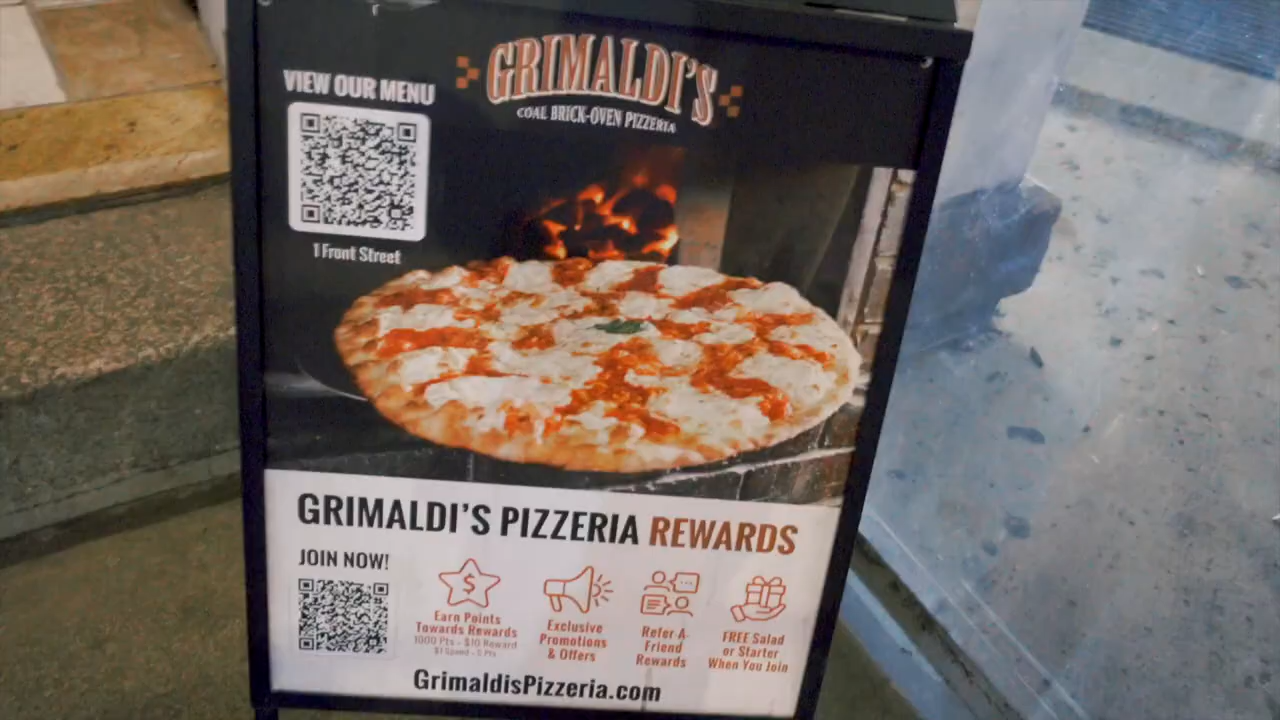 GRIMALDI'S
COAL BRICK-OVEN PIZZERIA
VIEW OUR MENU
1 Front Street
GRIMALDI'S PIZZERIA REWARDS
JOIN NOW!
Earn Points
Towards Rewards
1000 Pts - $10 Reward
$1 Spend - 5 Pts
Exclusive
Promotions
& Offers
Refer A
Friend
Rewards
FREE Salad
or Starter
When You Join
GrimaldisPizzeria.com